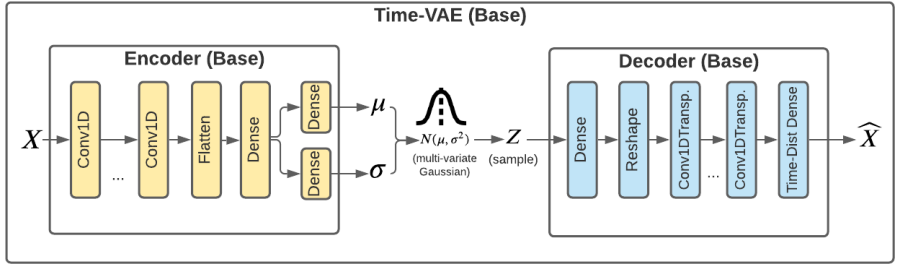 Time-VAE (Base)
Encoder (Base)
Decoder (Base)
X
Conv1D
...
Conv1D
Flatten
Dense
Dense
Dense
μ
σ
N(μ, σ²)
(multi-variate
Gaussian)
Z
(sample)
Dense
Reshape
Conv1DTransp.
...
Conv1DTransp.
Time-Dist Dense
X̂